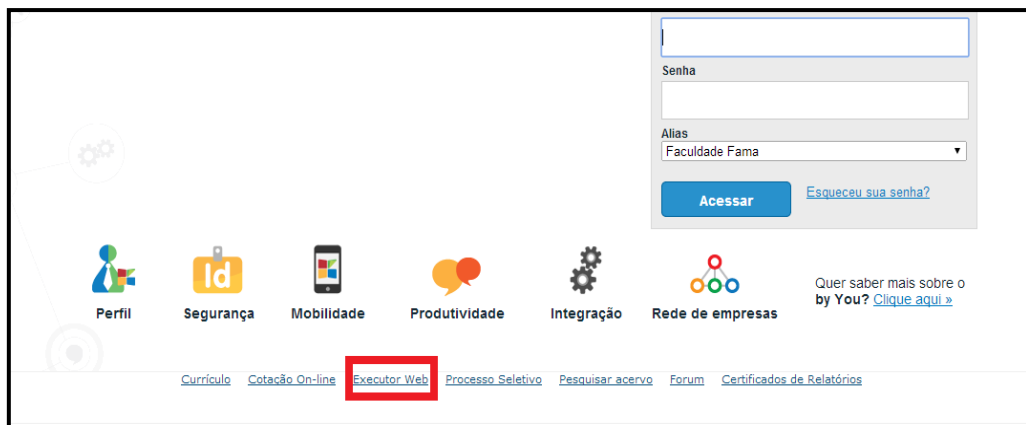 Senha
Alias
Faculdade Fama
Acessar
Esqueceu sua senha?
Id
Perfil
Segurança
Mobilidade
Produtividade
Integração
Rede de empresas
Quer saber mais sobre o
by You? Clique aqui »
Currículo Cotação On-line Executor Web Processo Seletivo Pesquisar acervo Forum Certificados de Relatórios